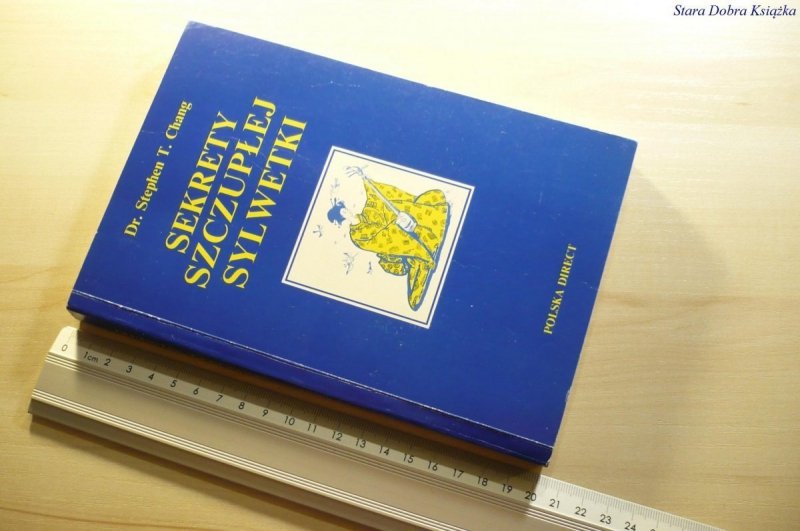 Stara Dobra Książka
Dr. Stephen T. Chang
SEKRETY
SZCZUPŁEJ
SYLWETKI
POLSKA DIRECT
0 1cm 2 3 4 5 6 7 8 9 10 11 12 13 14 15 16 17 18 19 20 21 22 23 24